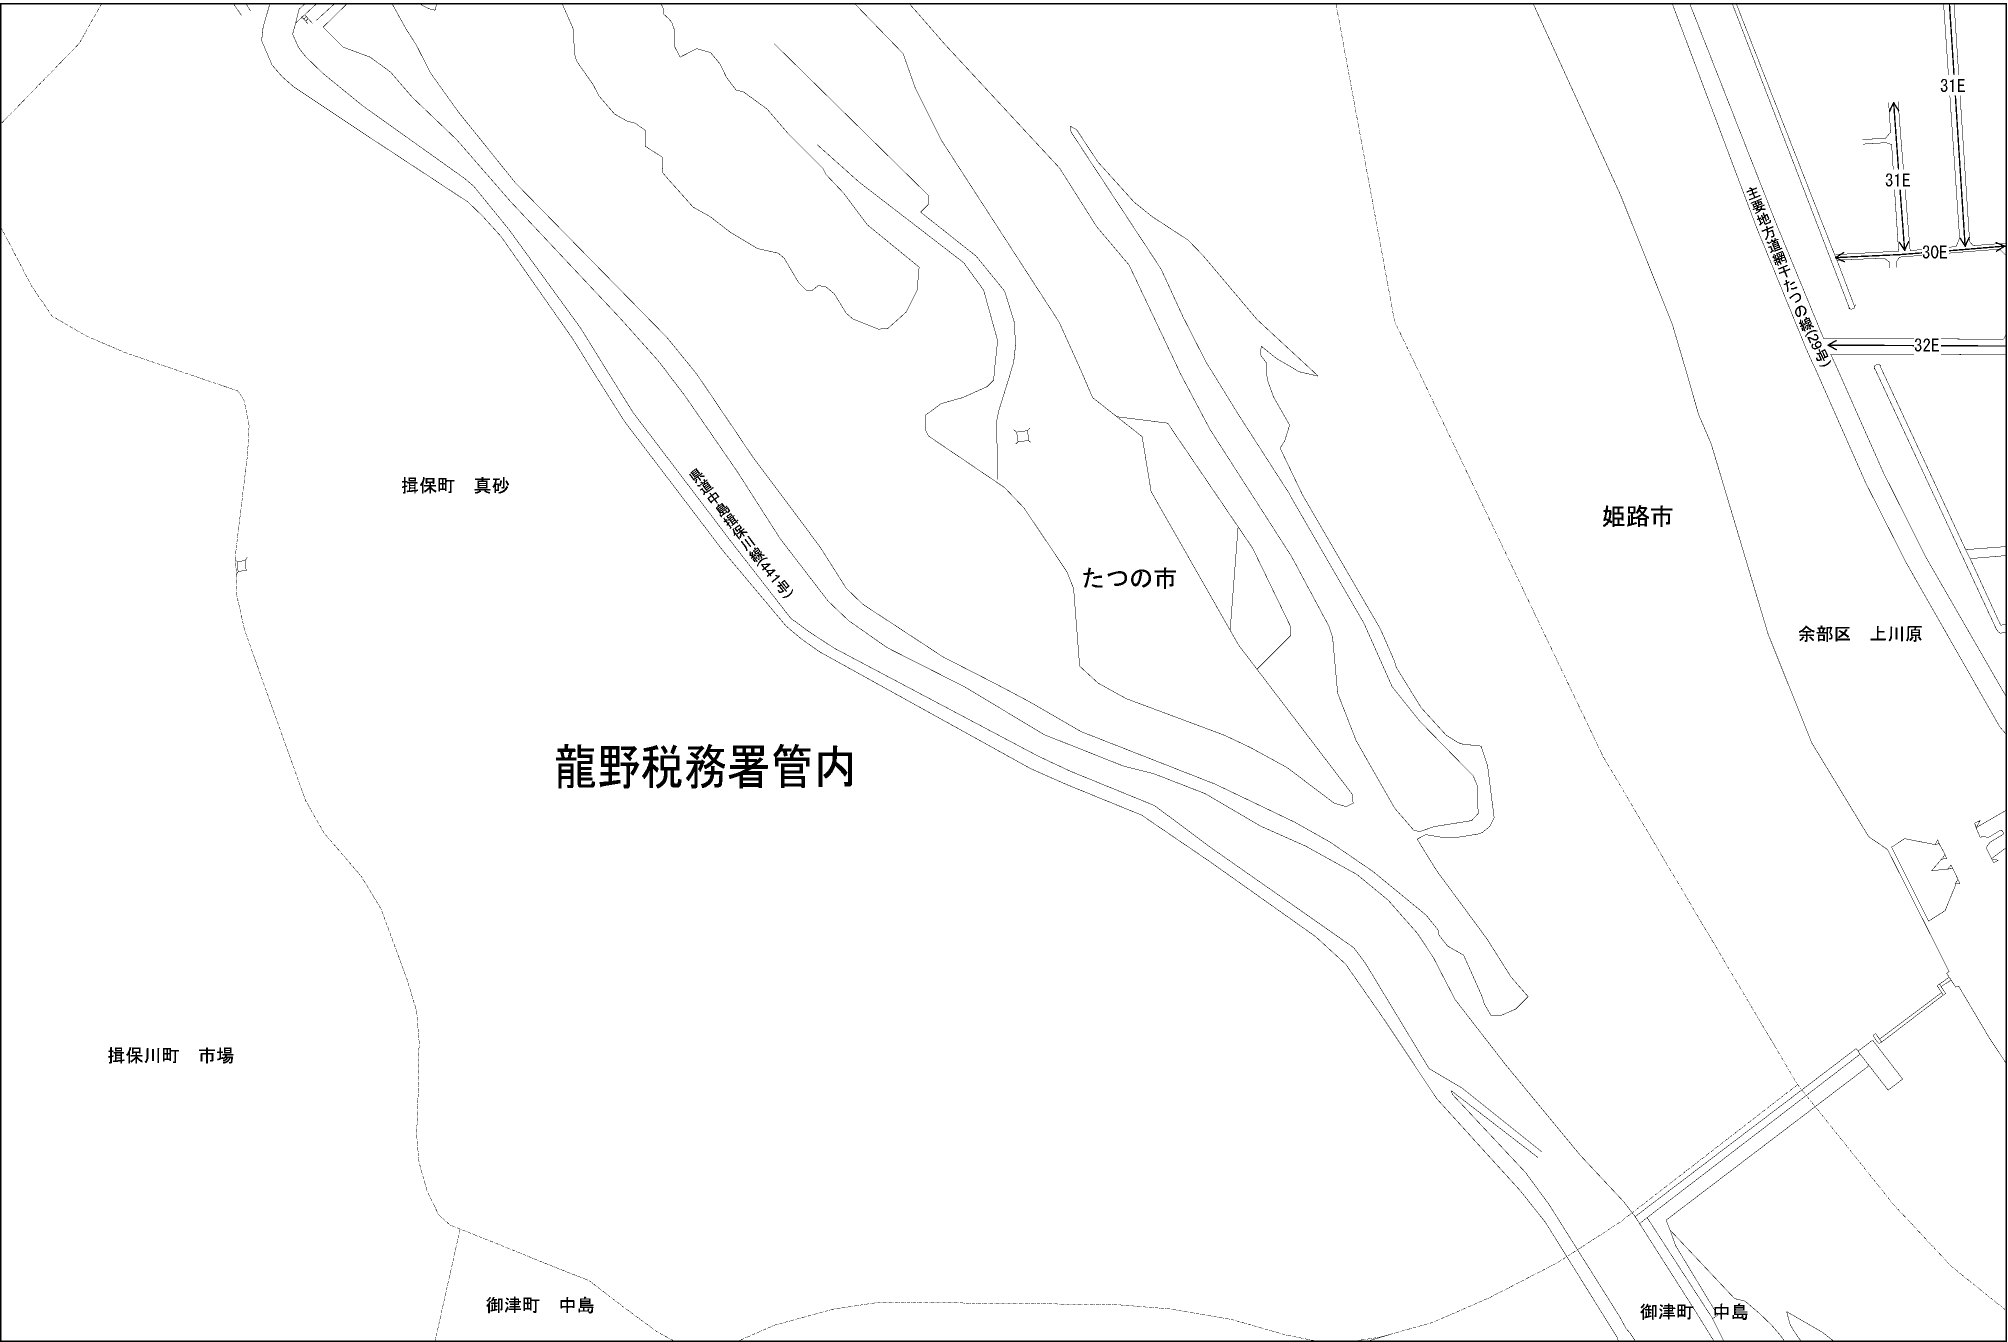 31E
31E
主要地方道網干たつの線(29号)
30E
32E
揖保町　真砂
県道中島揖保川線(441号)
姫路市
たつの市
余部区　上川原
龍野税務署管内
揖保川町　市場
御津町　中島
御津町　中島